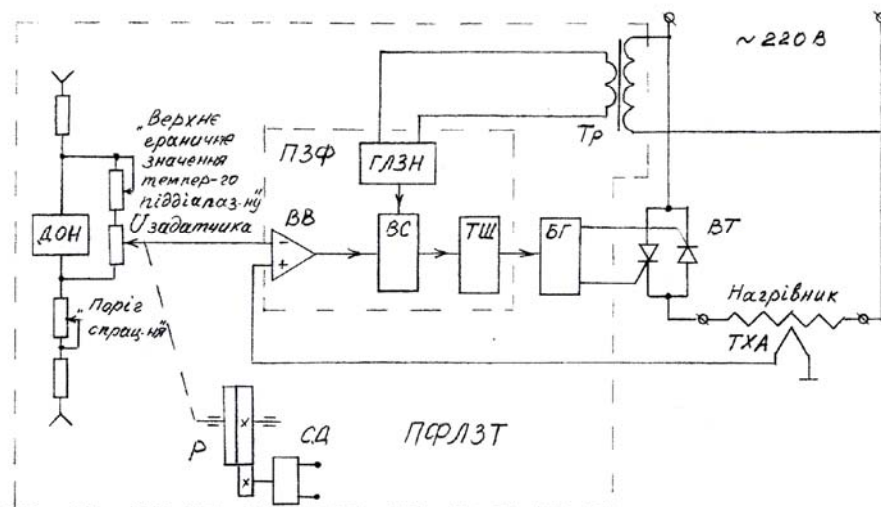 ~220 В
„Верхнє
граничне
значення
темпер-го
піддіапаз-ну"
U задатчика
ПЗФ
ГЛЗН
Тр
ДОН
ВВ
ВС
ТШ
БГ
ВТ
−
+
„Поріг
спрац-ня"
Нагрівник
ТХА
Р
х
х
СД
ПФЛЗТ